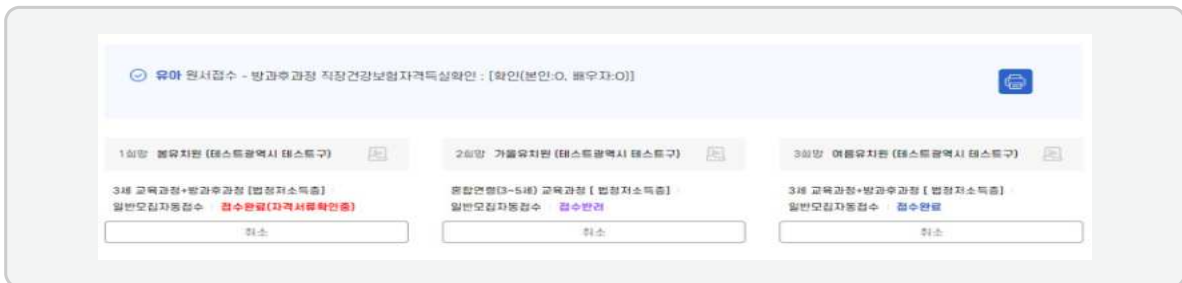 유아 원서접수 - 방과후과정 직장건강보험자격득실확인 : [확인(본인:O, 배우자:O)]
1희망 봄유치원 (테스트광역시 테스트구)
3세 교육과정+방과후과정 [법정저소득층]
일반모집자동접수 접수완료(자격서류확인중)
취소
2희망 가을유치원 (테스트광역시 테스트구)
혼합연령(3~5세) 교육과정 [ 법정저소득층]
일반모집자동접수 접수반려
취소
3희망 여름유치원 (테스트광역시 테스트구)
3세 교육과정+방과후과정 [ 법정저소득층]
일반모집자동접수 접수완료
취소